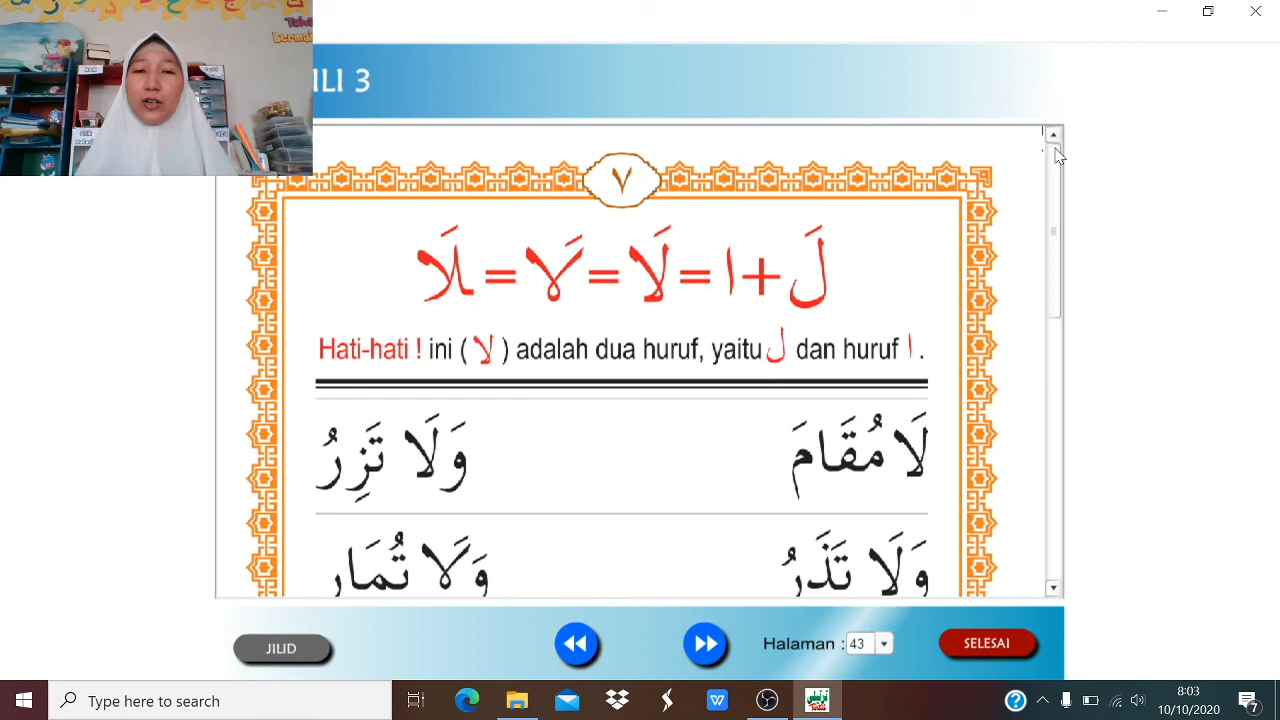 ILI 3
٧
لَ + ا = لَا = لَا = لَا
Hati-hati ! ini ( لا ) adalah dua huruf, yaitu ل dan huruf ا .
لَا مُقَامَ وَلَا تَزِرُ
وَلَا تَذَرُ وَلَا تُمَارِ
JILID
Halaman : 43
SELESAI
Type here to search
8:03
10/10/2020
7